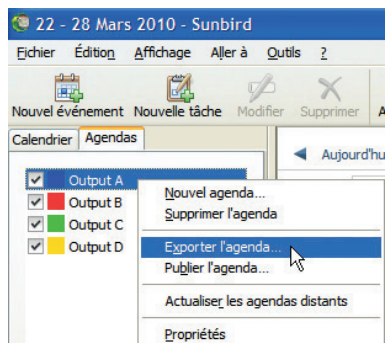 22 - 28 Mars 2010 - Sunbird
Fichier Édition Affichage Aller à Outils ?
Nouvel événement Nouvelle tâche Modifier Supprimer
Calendrier Agendas
Aujourd'hu
Output A
Output B
Output C
Output D
Nouvel agenda...
Supprimer l'agenda
Exporter l'agenda...
Publier l'agenda...
Actualiser les agendas distants
Propriétés